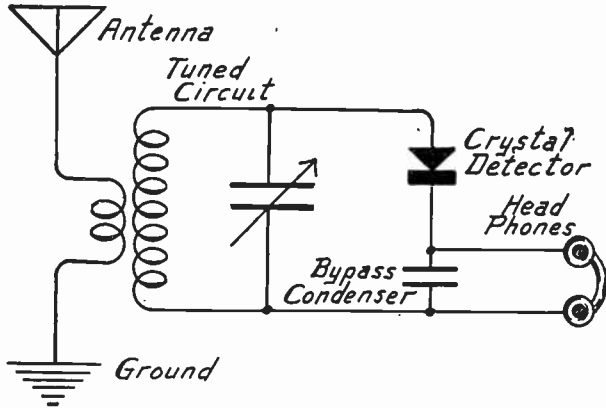 Antenna
Tuned
Circuit
Crystal
Detector
Head
Phones
Bypass
Condenser
Ground